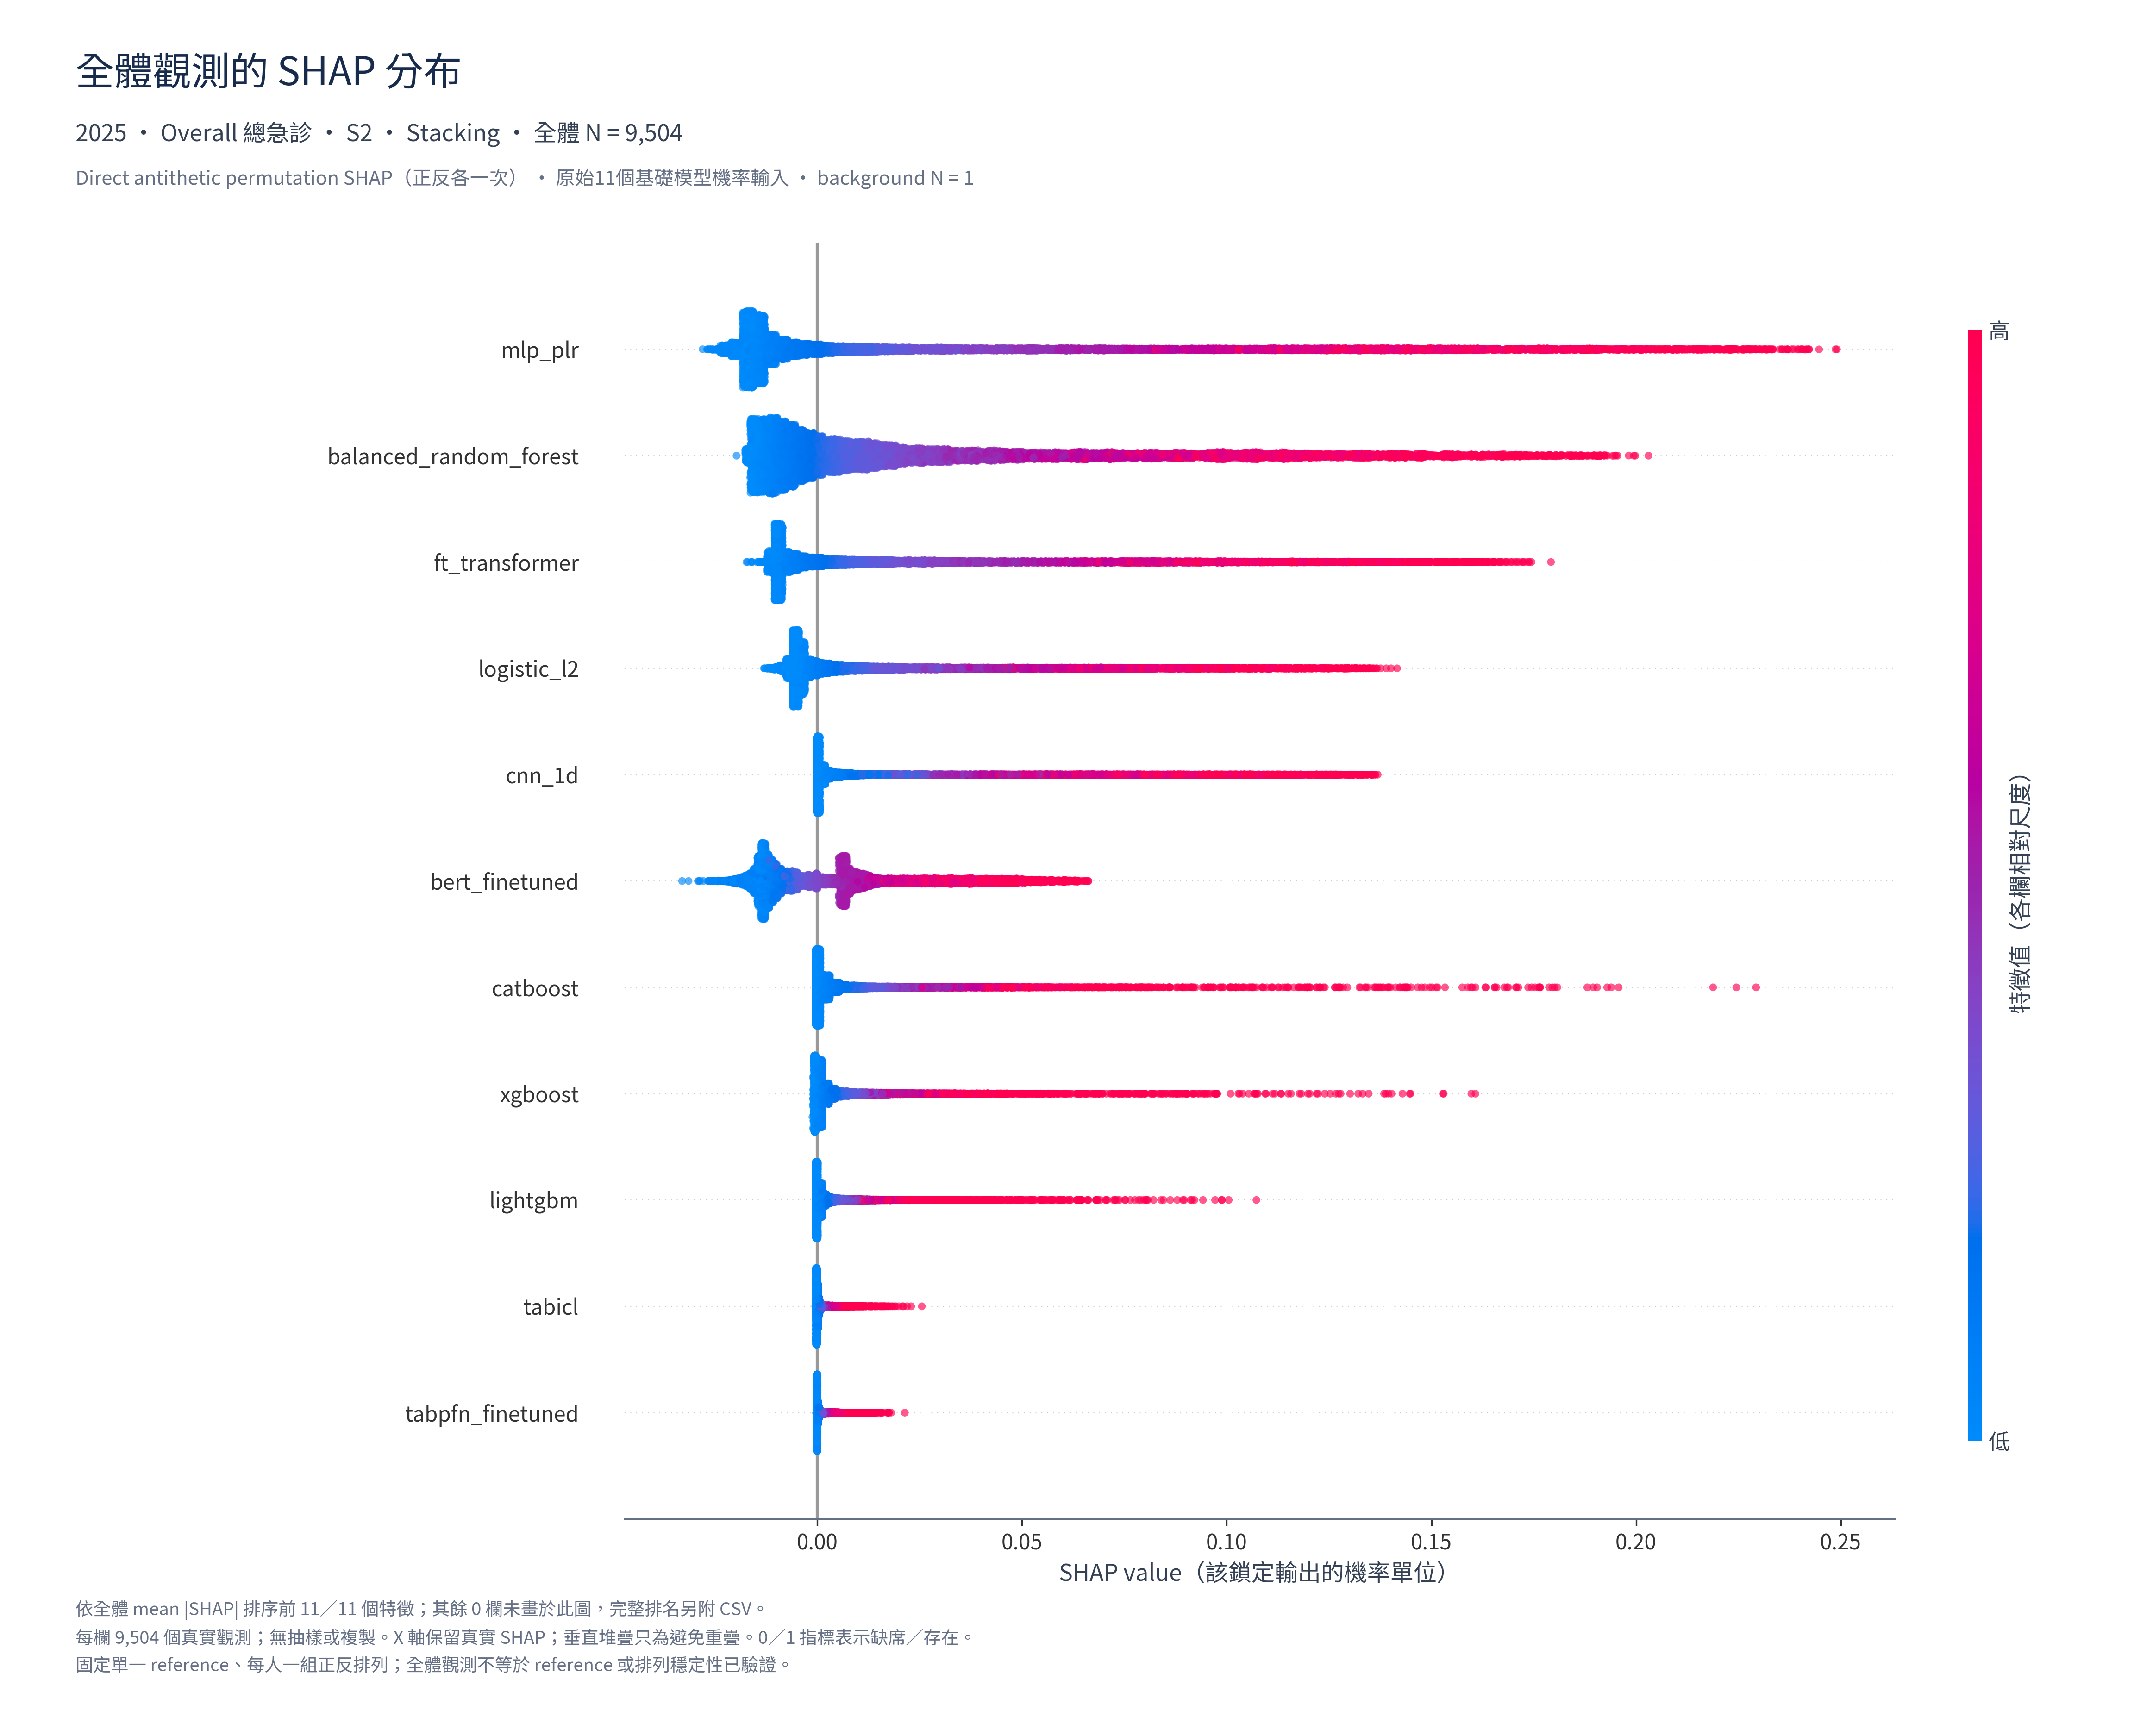 全體觀測的 SHAP 分布
2025 • Overall 總急診 • S2 • Stacking • 全體 N = 9,504
Direct antithetic permutation SHAP（正反各一次） • 原始11個基礎模型機率輸入 • background N = 1
mlp_plr
balanced_random_forest
ft_transformer
logistic_l2
cnn_1d
bert_finetuned
catboost
xgboost
lightgbm
tabicl
tabpfn_finetuned
高
特徵值（各欄相對尺度）
低
0.00 0.05 0.10 0.15 0.20 0.25
SHAP value（該鎖定輸出的機率單位）
依全體 mean |SHAP| 排序前 11／11 個特徵；其餘 0 欄未畫於此圖，完整排名另附 CSV。
每欄 9,504 個真實觀測；無抽樣或複製。X 軸保留真實 SHAP；垂直堆疊只為避免重疊。0／1 指標表示缺席／存在。
固定單一 reference、每人一組正反排列；全體觀測不等於 reference 或排列穩定性已驗證。